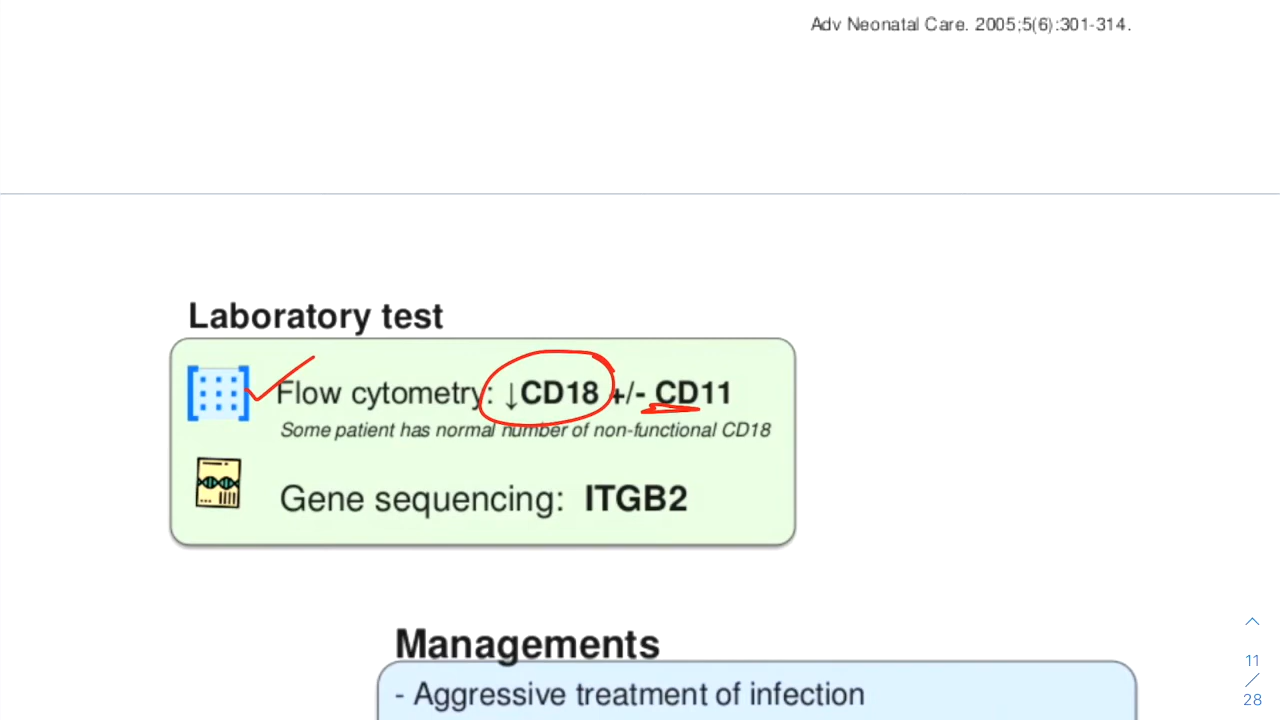 Adv Neonatal Care. 2005;5(6):301-314.
Laboratory test
Flow cytometry: ↓CD18 +/- CD11
Some patient has normal number of non-functional CD18
Gene sequencing: ITGB2
Managements
- Aggressive treatment of infection
11
/
28